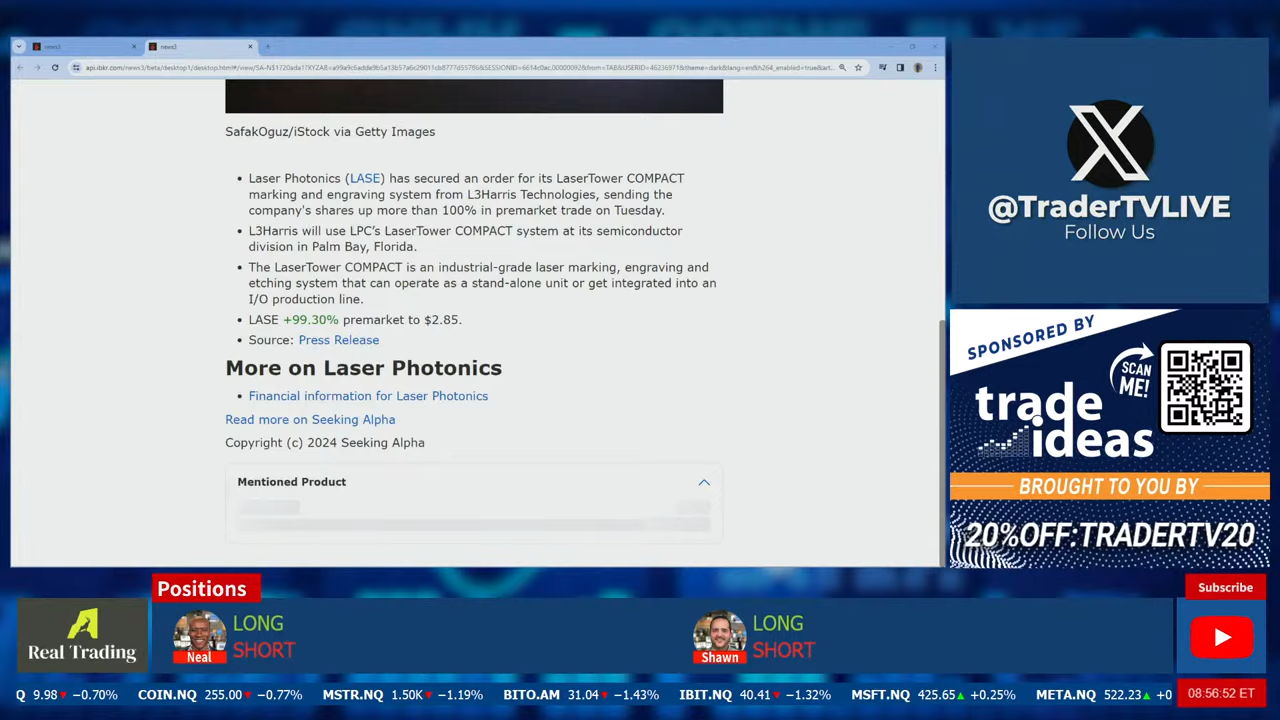 news3
news3
SafakOguz/iStock via Getty Images
• Laser Photonics (LASE) has secured an order for its LaserTower COMPACT
marking and engraving system from L3Harris Technologies, sending the
company's shares up more than 100% in premarket trade on Tuesday.
• L3Harris will use LPC’s LaserTower COMPACT system at its semiconductor
division in Palm Bay, Florida.
• The LaserTower COMPACT is an industrial-grade laser marking, engraving and
etching system that can operate as a stand-alone unit or get integrated into an
I/O production line.
• LASE +99.30% premarket to $2.85.
• Source: Press Release
More on Laser Photonics
• Financial information for Laser Photonics
Read more on Seeking Alpha
Copyright (c) 2024 Seeking Alpha
Mentioned Product
@TraderTVLIVE
Follow Us
SPONSORED BY
SCAN
ME!
trade
ideas
BROUGHT TO YOU BY
20%OFF:TRADERTV20
Positions
Subscribe
Real Trading
Neal
LONG
SHORT
Shawn
LONG
SHORT
Q 9.98▼ −0.70% COIN.NQ 255.00▼ −0.77% MSTR.NQ 1.50K▼ −1.19% BITO.AM 31.04▼ −1.43% IBIT.NQ 40.41▼ −1.32% MSFT.NQ 425.65▲ +0.25% META.NQ 522.23▲ +0
08:56:52 ET